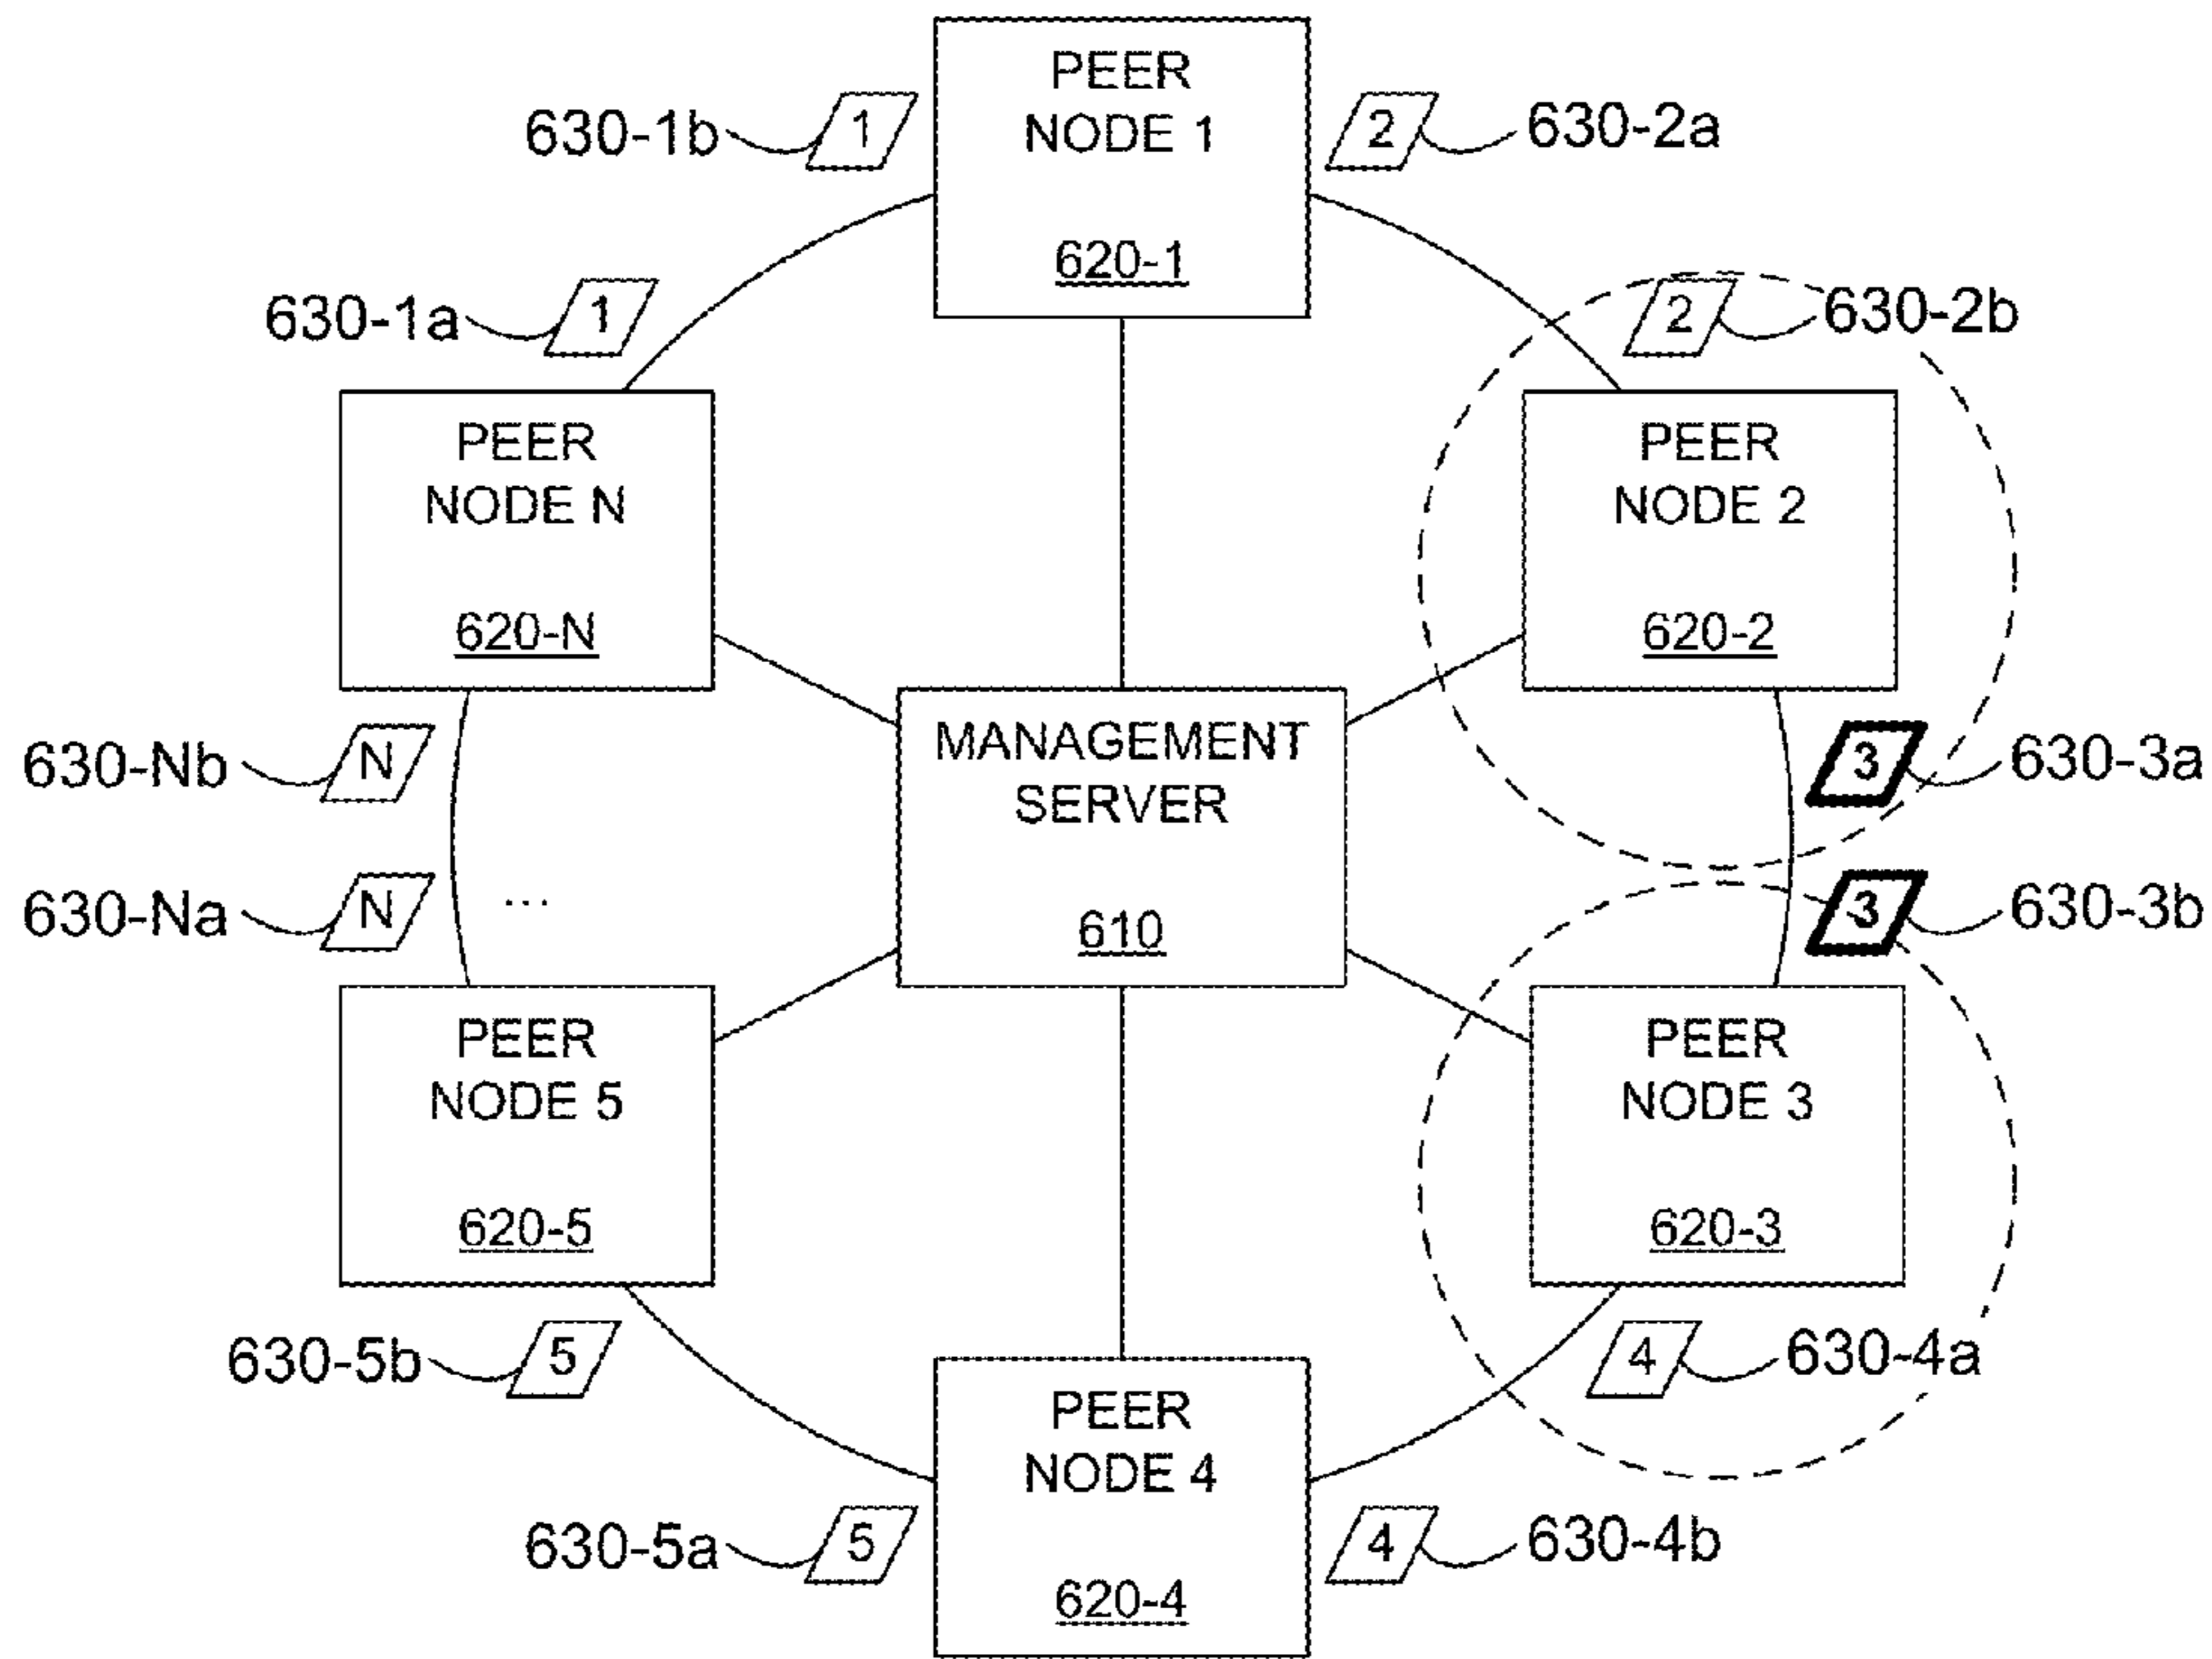 PEER
NODE 1
620-1
630-1b
1
2
630-2a
630-1a
1
2
630-2b
PEER
NODE N
620-N
PEER
NODE 2
620-2
MANAGEMENT
SERVER
610
630-Nb
N
3
630-3a
630-Na
N
...
3
630-3b
PEER
NODE 5
620-5
PEER
NODE 3
620-3
630-5b
5
4
630-4a
PEER
NODE 4
620-4
630-5a
5
4
630-4b